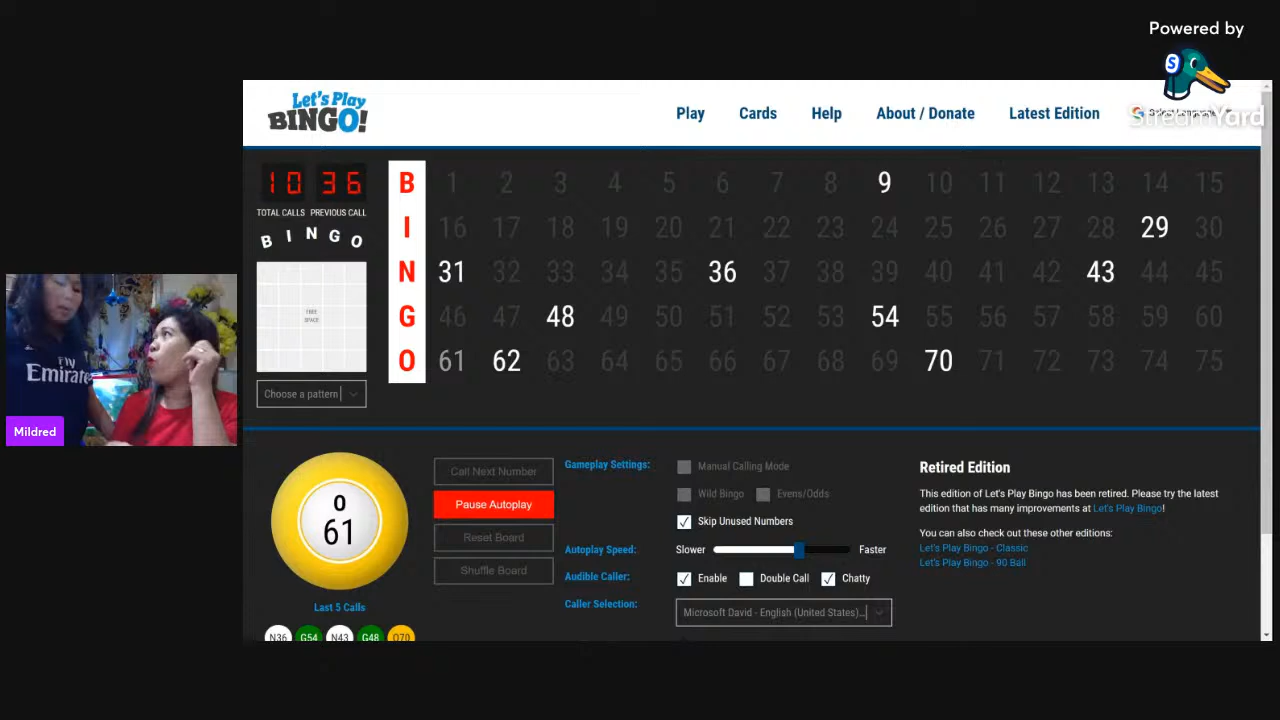 Powered by
S
StreamYard
Let's Play
BINGO!
Play Cards Help About / Donate Latest Edition Select Language
10 36
TOTAL CALLS PREVIOUS CALL
B I N G O
FREE
SPACE
Choose a pattern
B 1 2 3 4 5 6 7 8 9 10 11 12 13 14 15
I 16 17 18 19 20 21 22 23 24 25 26 27 28 29 30
N 31 32 33 34 35 36 37 38 39 40 41 42 43 44 45
G 46 47 48 49 50 51 52 53 54 55 56 57 58 59 60
O 61 62 63 64 65 66 67 68 69 70 71 72 73 74 75
Fly
Emirates
Mildred
O
61
Last 5 Calls
N36 G54 N43 G48 O70
Call Next Number
Pause Autoplay
Reset Board
Shuffle Board
Gameplay Settings:
Manual Calling Mode
Wild Bingo Evens/Odds
Skip Unused Numbers
Autoplay Speed: Slower Faster
Audible Caller: Enable Double Call Chatty
Caller Selection: Microsoft David - English (United States)...
Retired Edition
This edition of Let's Play Bingo has been retired. Please try the latest
edition that has many improvements at Let's Play Bingo!
You can also check out these other editions:
Let's Play Bingo - Classic
Let's Play Bingo - 90 Ball